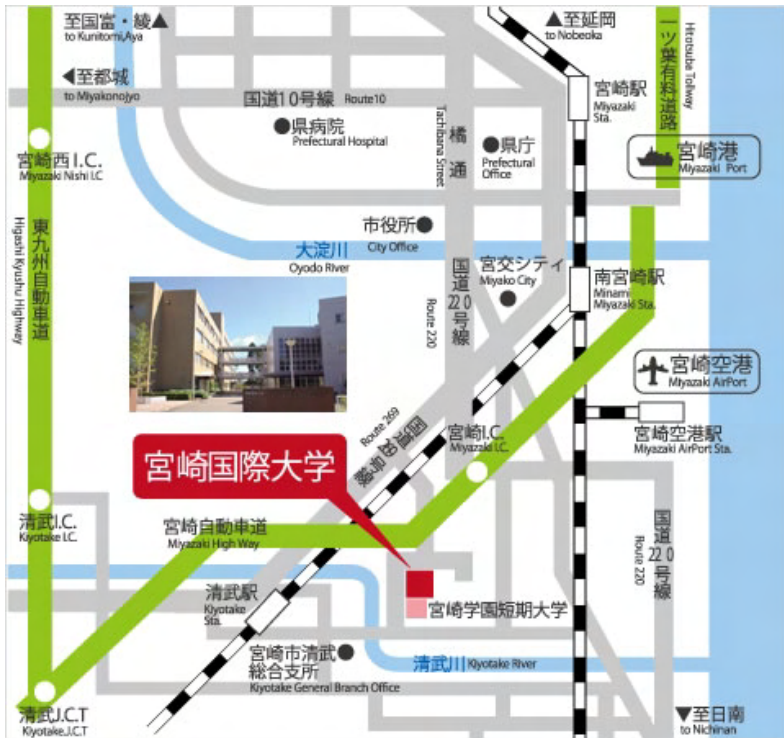 至国富・綾▲
to Kunitomi,Aya
▲至延岡
to Nobeoka
一ツ葉有料道路
Hitotsuba Tollway
◀至都城
to Miyakonojyo
国道10号線 Route10
宮崎駅
Miyazaki
Sta.
●県病院
Prefectural Hospital
橘通
Tachibana Street
●県庁
Prefectural
Office
宮崎港
Miyazaki Port
宮崎西I.C.
Miyazaki Nishi I.C
東九州自動車道
Higashi Kyushu Highway
市役所●
City Office
大淀川
Oyodo River
国道220号線
Route 220
宮交シティ
Miyako City
南宮崎駅
Minami
Miyazaki Sta.
宮崎空港
Miyazaki AirPort
宮崎空港駅
Miyazaki AirPort Sta.
Route 269
国道269号線
宮崎I.C.
Miyazaki I.C.
宮崎国際大学
清武I.C.
Kiyotake I.C.
宮崎自動車道
Miyazaki High Way
国道220号線
Route 220
清武駅
Kiyotake
Sta.
宮崎学園短期大学
宮崎市清武●
総合支所
Kiyotake General Branch Office
清武川 Kiyotake River
清武J.C.T
Kiyotake.J.C.T
▼至日南
to Nichinan